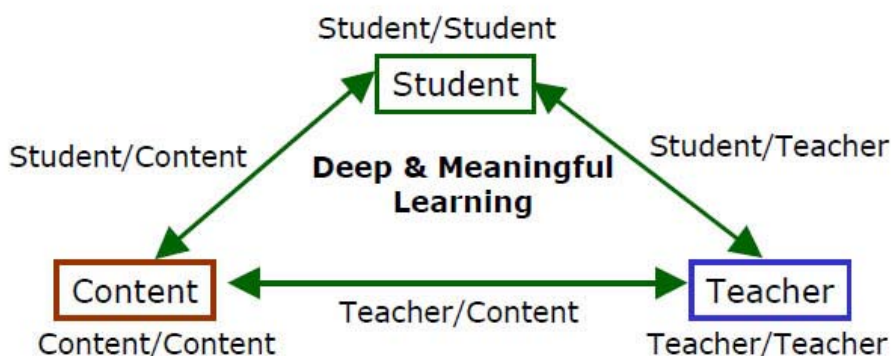 Student/Student
Student
Student/Content
Student/Teacher
Deep & Meaningful
Learning
Content
Teacher
Teacher/Content
Content/Content
Teacher/Teacher